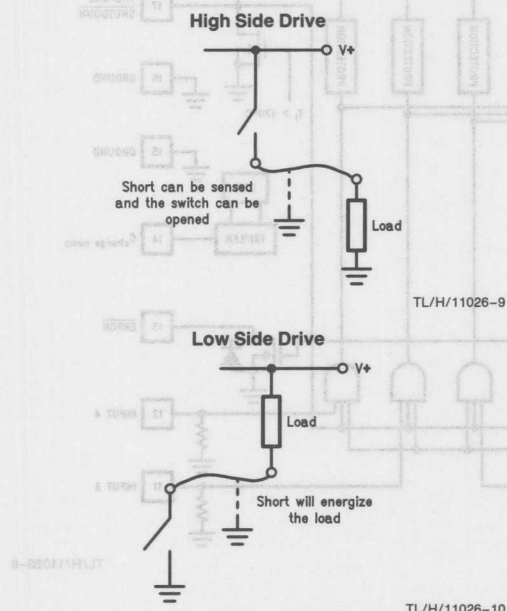 High Side Drive
V+
Short can be sensed
and the switch can be
opened
Load
TL/H/11026–9
Low Side Drive
V+
Load
Short will energize
the load
TL/H/11026–10